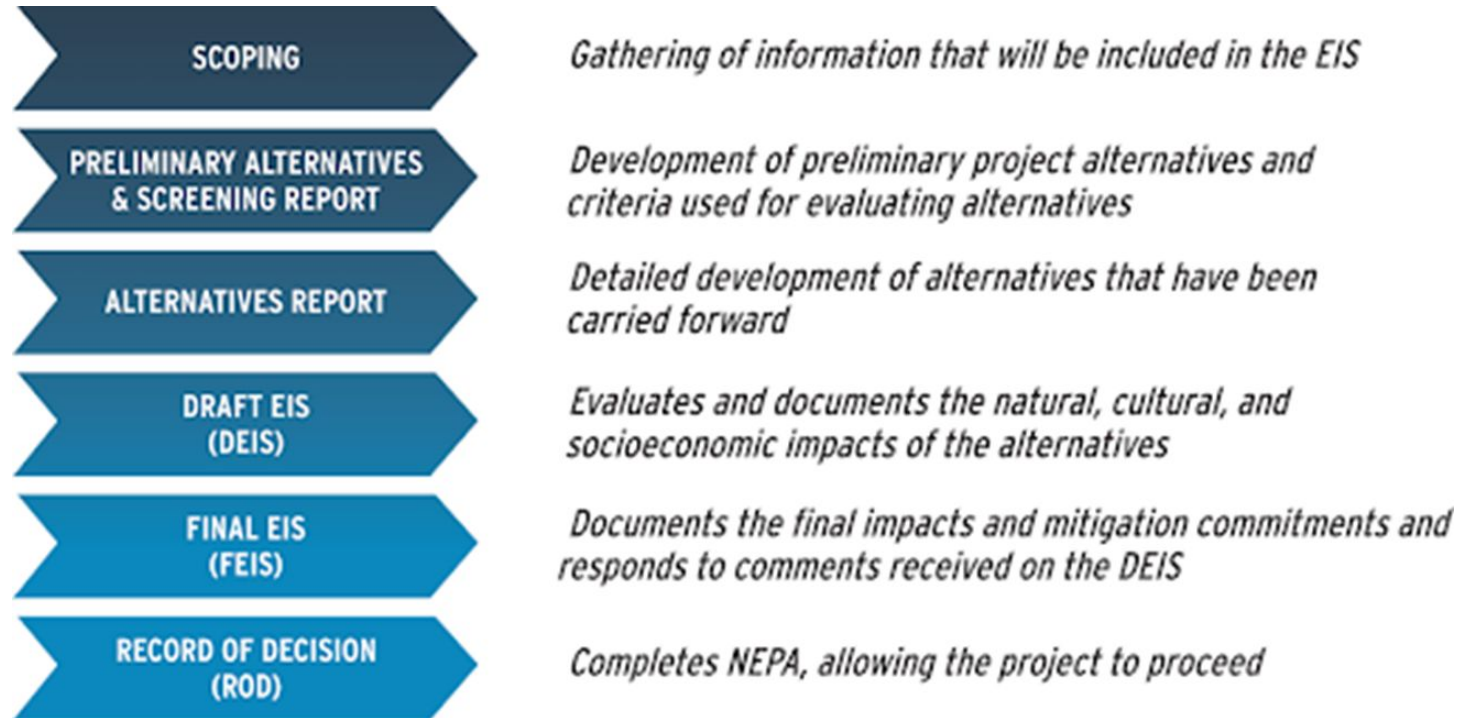 SCOPING
Gathering of information that will be included in the EIS
PRELIMINARY ALTERNATIVES
& SCREENING REPORT
Development of preliminary project alternatives and
criteria used for evaluating alternatives
ALTERNATIVES REPORT
Detailed development of alternatives that have been
carried forward
DRAFT EIS
(DEIS)
Evaluates and documents the natural, cultural, and
socioeconomic impacts of the alternatives
FINAL EIS
(FEIS)
Documents the final impacts and mitigation commitments and
responds to comments received on the DEIS
RECORD OF DECISION
(ROD)
Completes NEPA, allowing the project to proceed